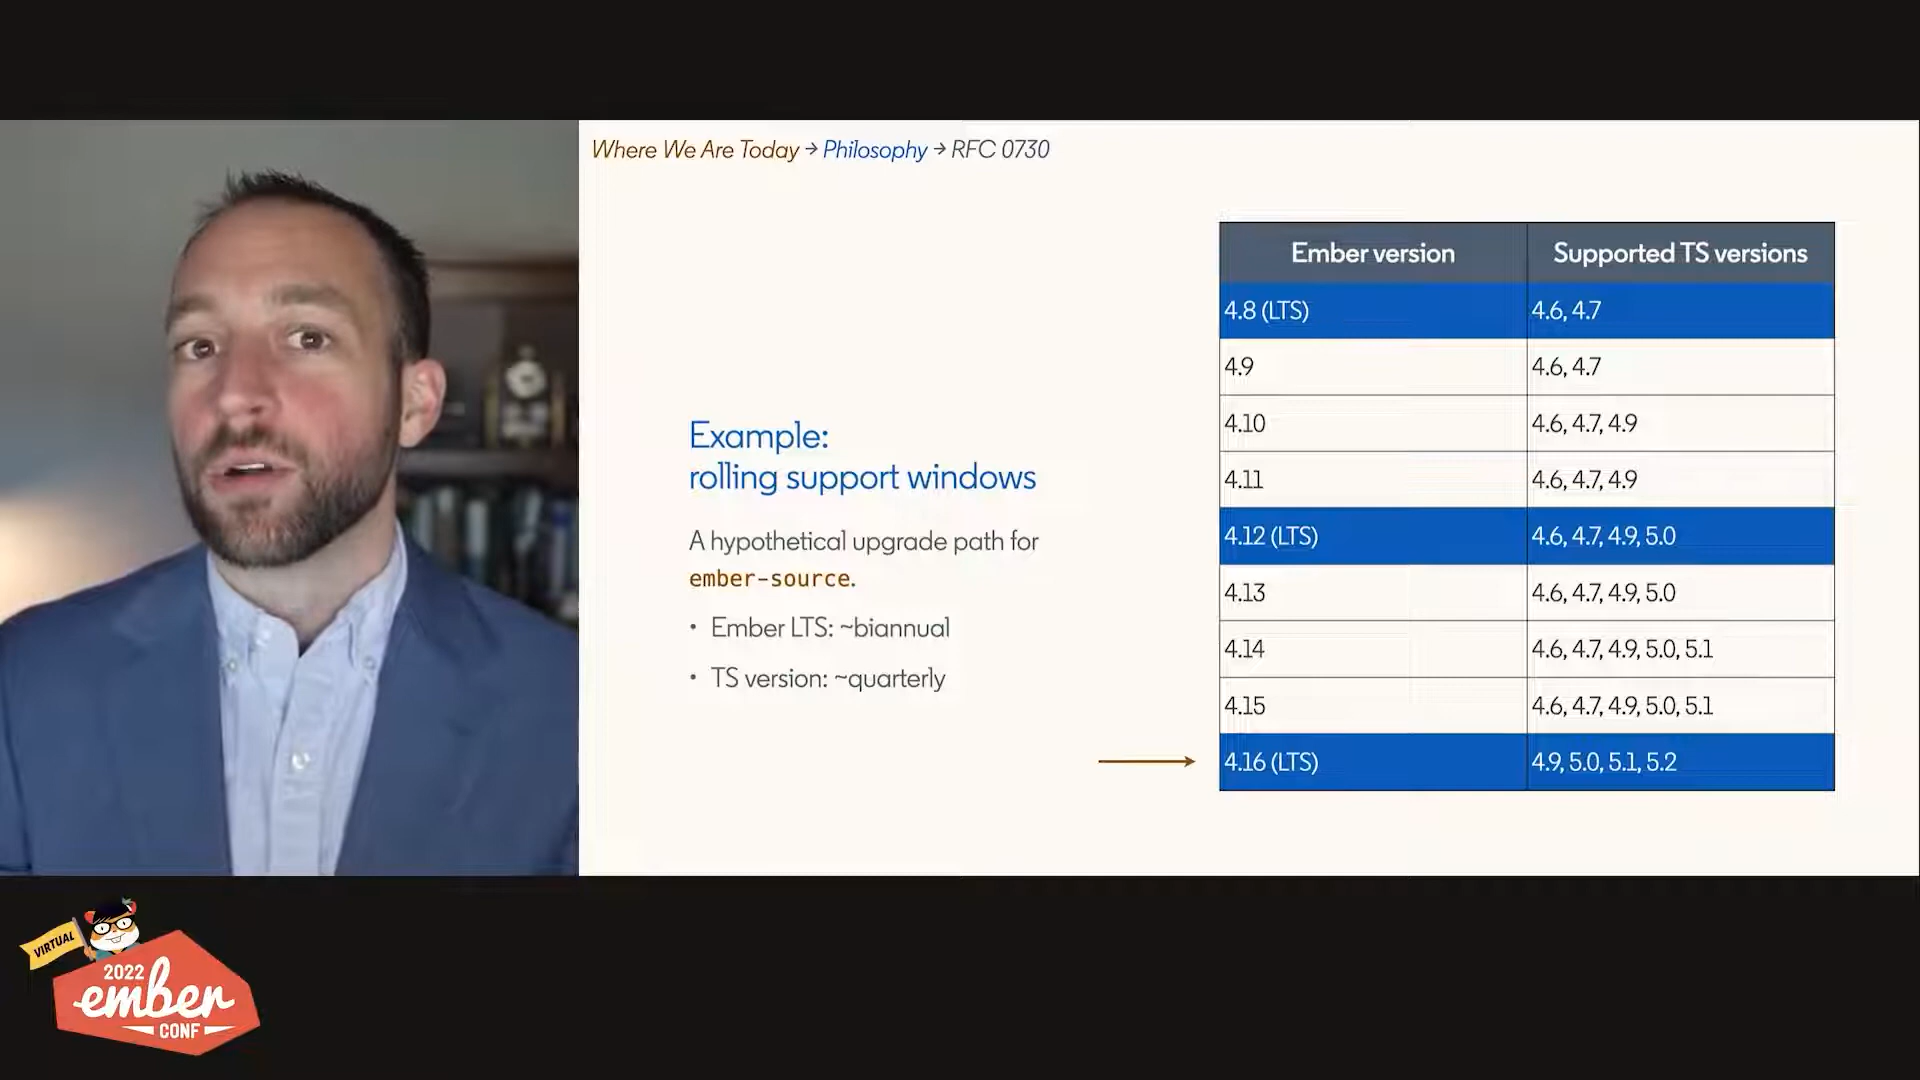 Where We Are Today → Philosophy → RFC 0730
Example:
rolling support windows
A hypothetical upgrade path for
ember-source.
• Ember LTS: ~biannual
• TS version: ~quarterly
Ember version Supported TS versions
4.8 (LTS) 4.6, 4.7
4.9 4.6, 4.7
4.10 4.6, 4.7, 4.9
4.11 4.6, 4.7, 4.9
4.12 (LTS) 4.6, 4.7, 4.9, 5.0
4.13 4.6, 4.7, 4.9, 5.0
4.14 4.6, 4.7, 4.9, 5.0, 5.1
4.15 4.6, 4.7, 4.9, 5.0, 5.1
4.16 (LTS) 4.9, 5.0, 5.1, 5.2
VIRTUAL
2022
ember
CONF